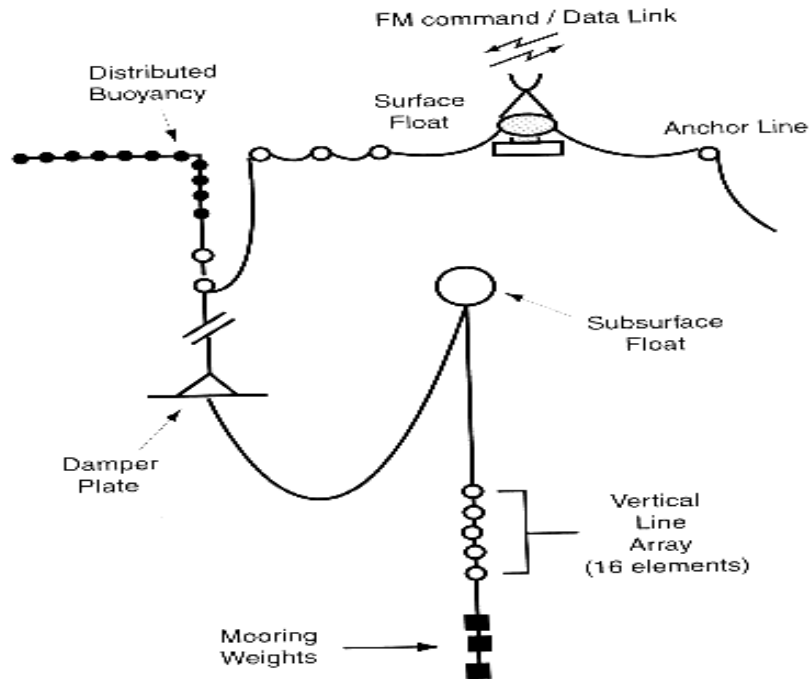 FM command / Data Link
Distributed
Buoyancy
Surface
Float
Anchor Line
Subsurface
Float
Damper
Plate
Vertical
Line
Array
(16 elements)
Mooring
Weights